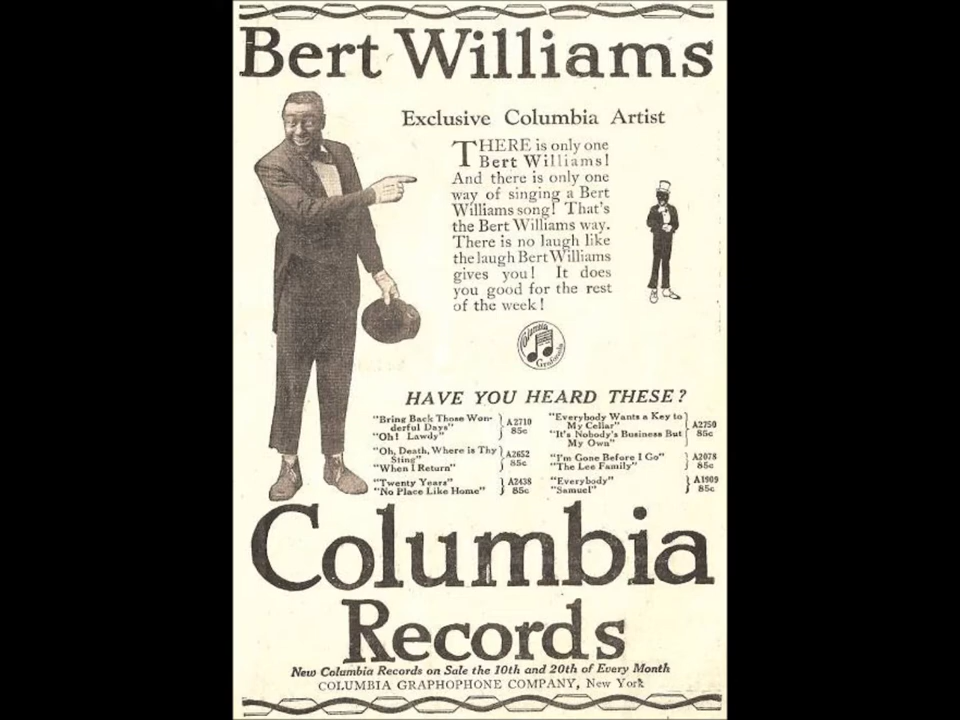 Bert Williams
Exclusive Columbia Artist
THERE is only one
Bert Williams!
And there is only one
way of singing a Bert
Williams song! That's
the Bert Williams way.
There is no laugh like
the laugh Bert Williams
gives you! It does
you good for the rest
of the week!
Columbia
Grafonola
HAVE YOU HEARD THESE?
"Bring Back Those Won-
derful Days"
"Oh! Lawdy"
A2710
85c
"Oh, Death, Where is Thy
Sting"
"When I Return"
A2652
85c
"Twenty Years"
"No Place Like Home"
A2438
85c
"Everybody Wants a Key to
My Cellar"
"It's Nobody's Business But
My Own"
A2750
85c
"I'm Gone Before I Go"
"The Lee Family"
A2078
85c
"Everybody"
"Samuel"
A1909
85c
Columbia
Records
New Columbia Records on Sale the 10th and 20th of Every Month
COLUMBIA GRAPHOPHONE COMPANY, New York